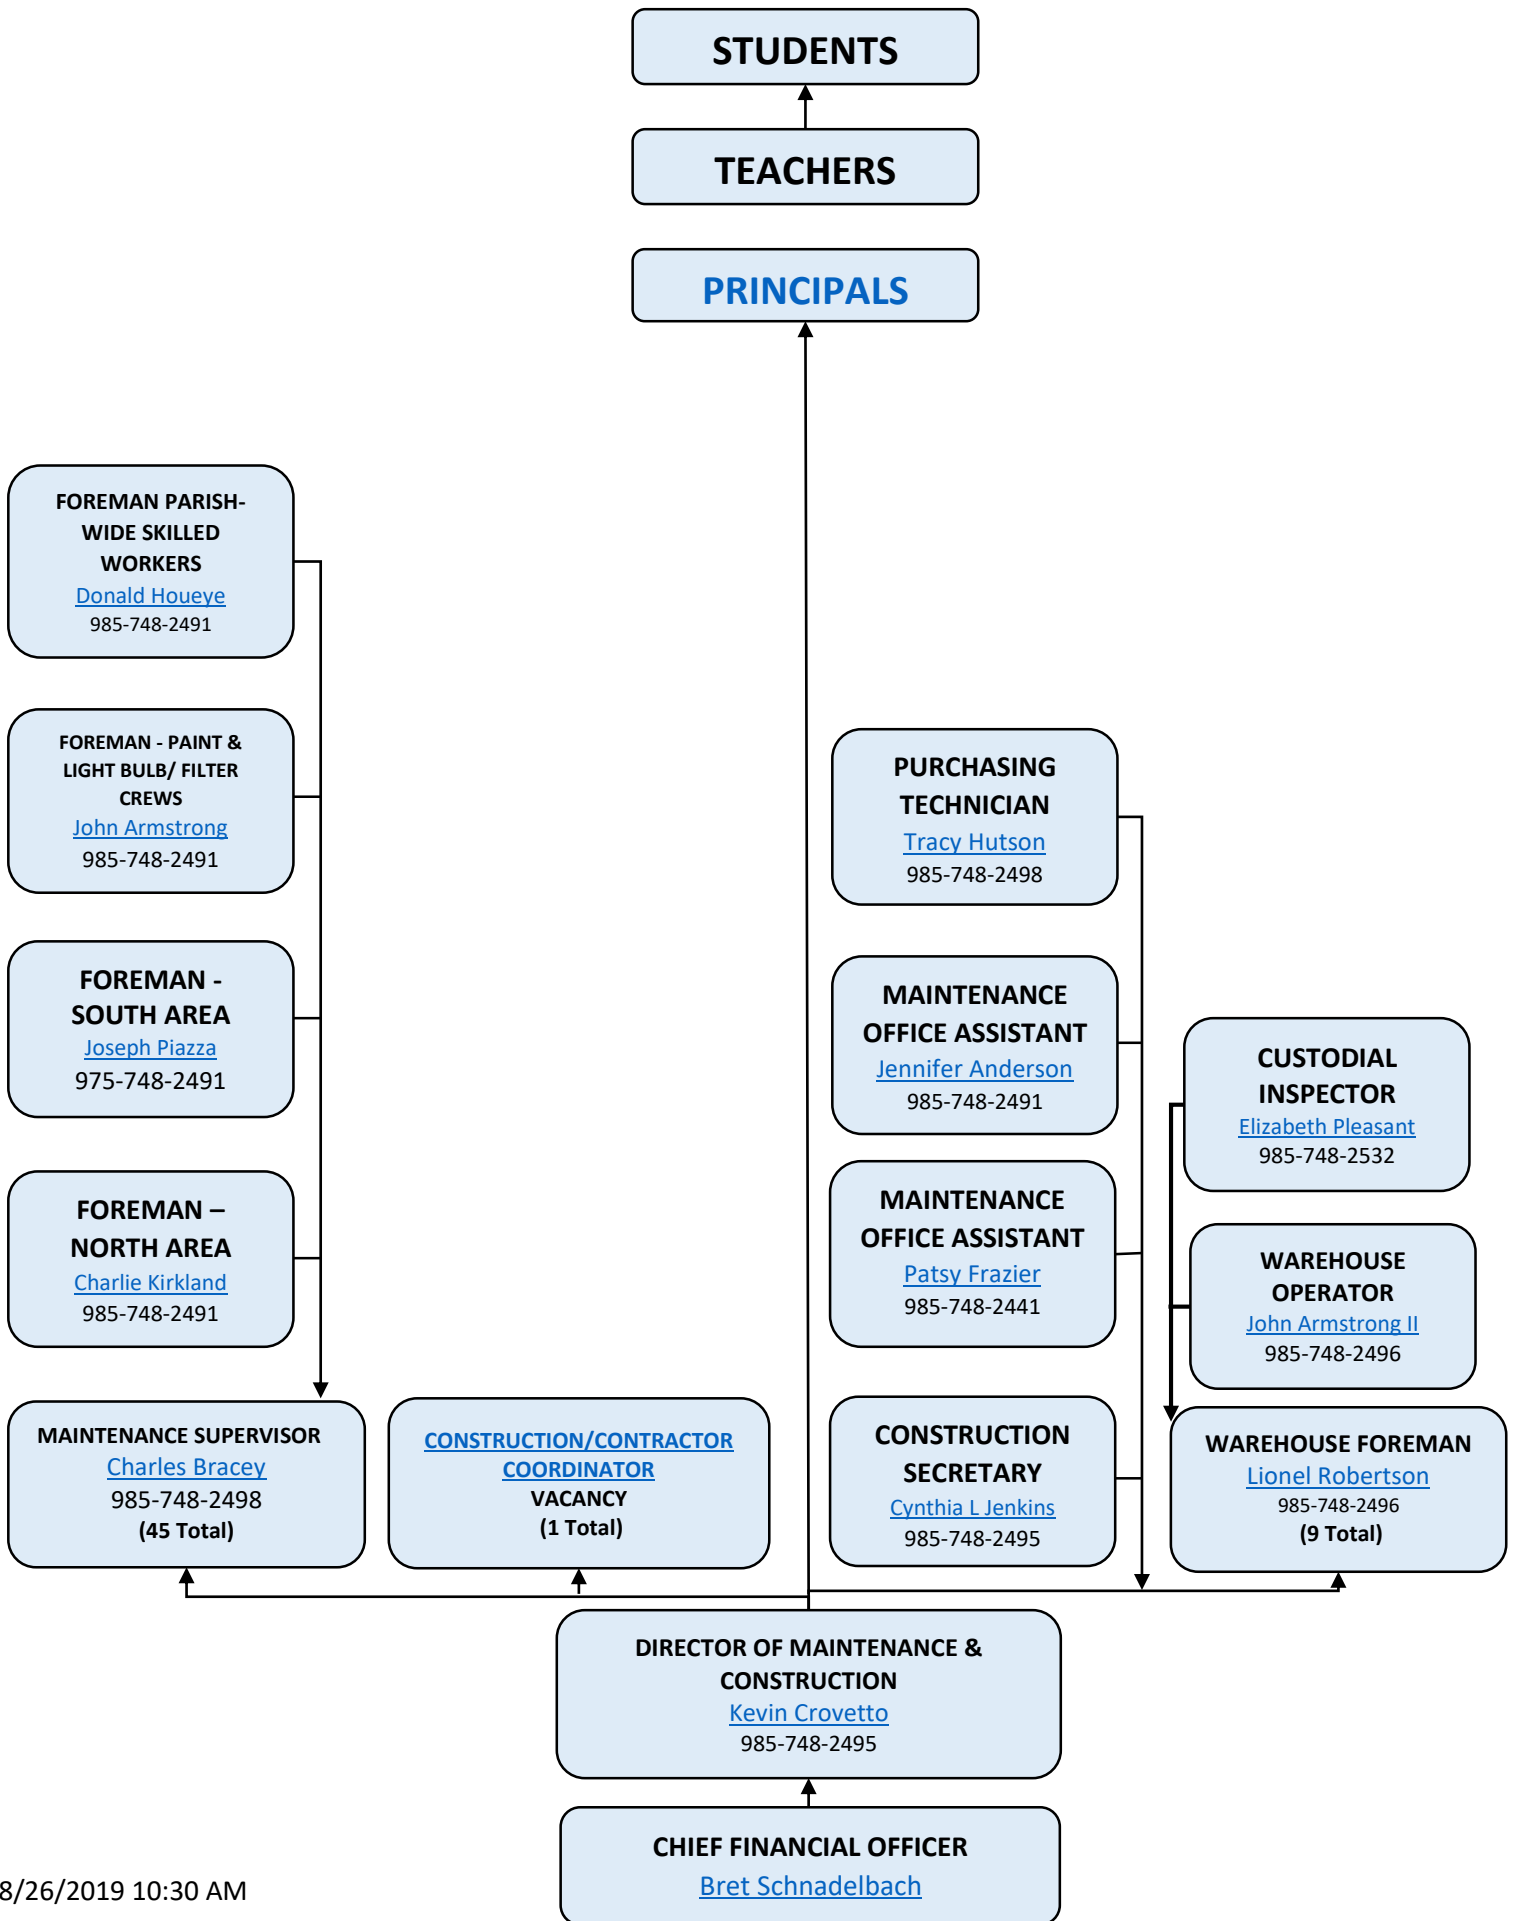 STUDENTS
TEACHERS
PRINCIPALS
FOREMAN PARISH-
WIDE SKILLED
WORKERS
Donald Houeye
985-748-2491
FOREMAN - PAINT &
LIGHT BULB/ FILTER
CREWS
John Armstrong
985-748-2491
FOREMAN -
SOUTH AREA
Joseph Piazza
975-748-2491
FOREMAN –
NORTH AREA
Charlie Kirkland
985-748-2491
MAINTENANCE SUPERVISOR
Charles Bracey
985-748-2498
(45 Total)
CONSTRUCTION/CONTRACTOR
COORDINATOR
VACANCY
(1 Total)
PURCHASING
TECHNICIAN
Tracy Hutson
985-748-2498
MAINTENANCE
OFFICE ASSISTANT
Jennifer Anderson
985-748-2491
MAINTENANCE
OFFICE ASSISTANT
Patsy Frazier
985-748-2441
CONSTRUCTION
SECRETARY
Cynthia L Jenkins
985-748-2495
CUSTODIAL
INSPECTOR
Elizabeth Pleasant
985-748-2532
WAREHOUSE
OPERATOR
John Armstrong II
985-748-2496
WAREHOUSE FOREMAN
Lionel Robertson
985-748-2496
(9 Total)
DIRECTOR OF MAINTENANCE &
CONSTRUCTION
Kevin Crovetto
985-748-2495
CHIEF FINANCIAL OFFICER
Bret Schnadelbach
8/26/2019 10:30 AM